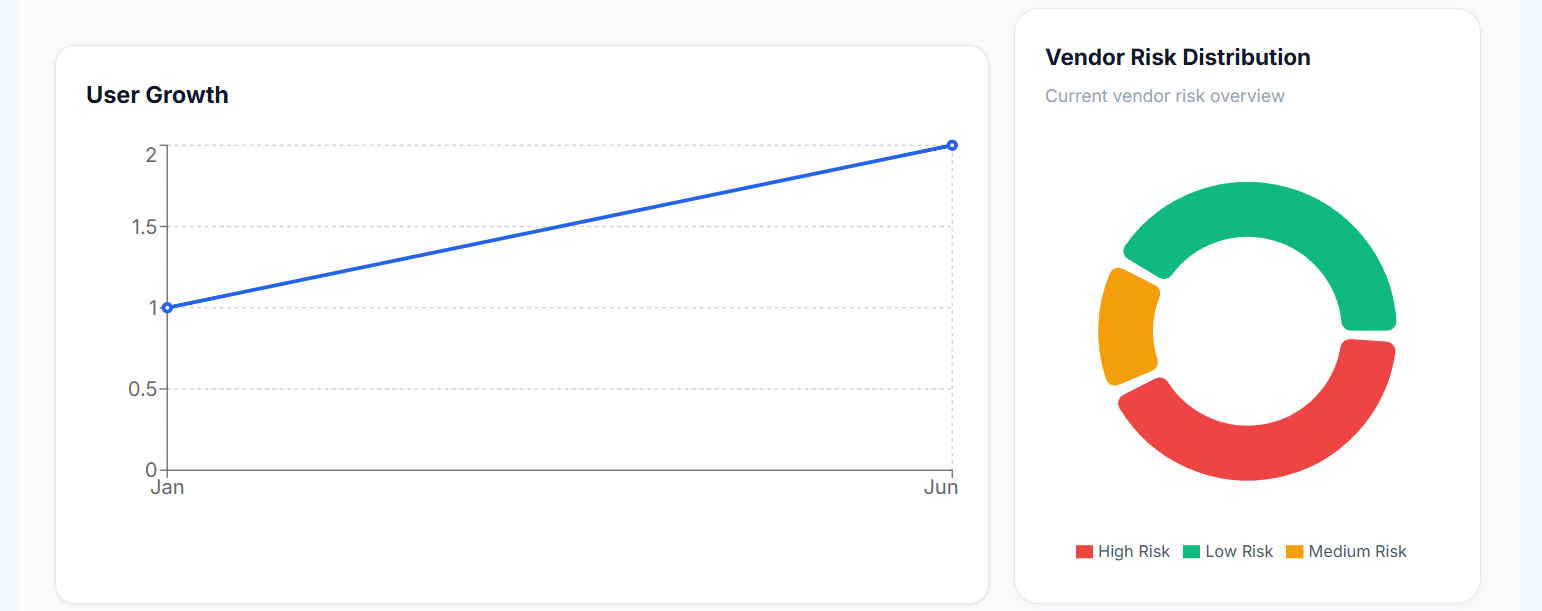 User Growth
2
1.5
1
0.5
0
Jan
Jun
Vendor Risk Distribution
Current vendor risk overview
High Risk
Low Risk
Medium Risk